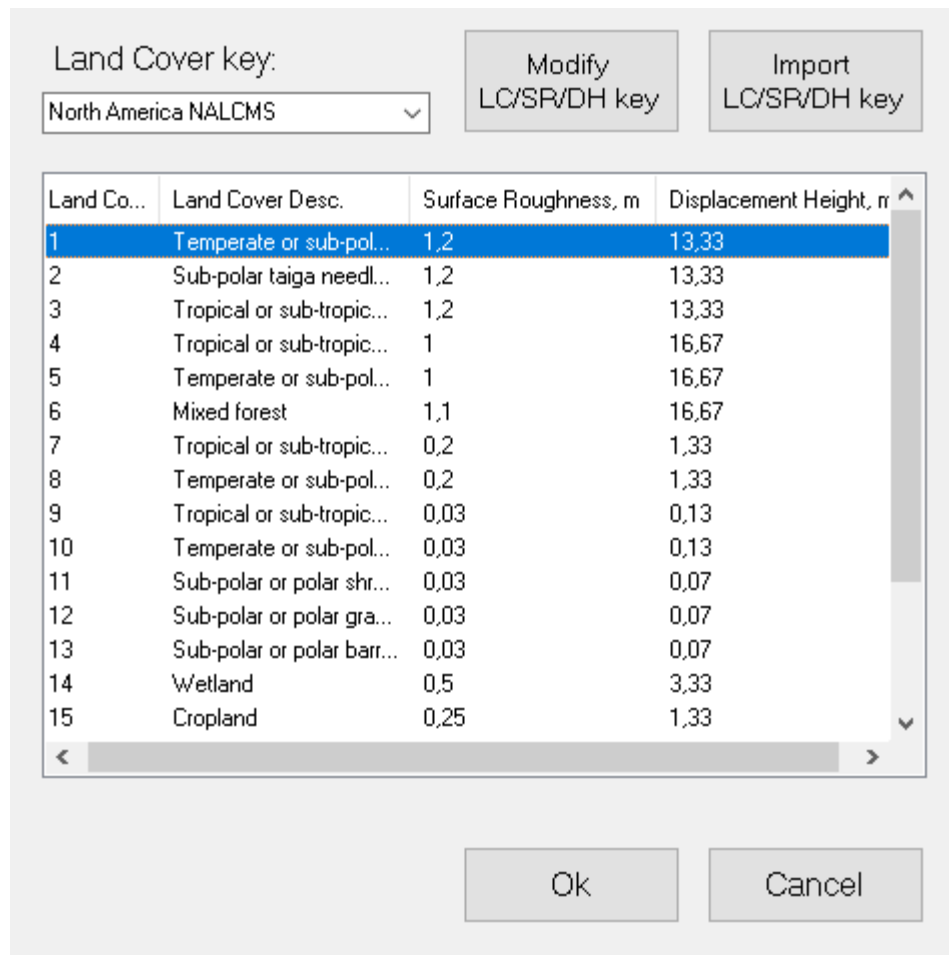 Land Cover key:
Modify
LC/SR/DH key
Import
LC/SR/DH key
North America NALCMS
Land Co... Land Cover Desc. Surface Roughness, m Displacement Height, m
1 Temperate or sub-pol... 1,2 13,33
2 Sub-polar taiga needl... 1,2 13,33
3 Tropical or sub-tropic... 1,2 13,33
4 Tropical or sub-tropic... 1 16,67
5 Temperate or sub-pol... 1 16,67
6 Mixed forest 1,1 16,67
7 Tropical or sub-tropic... 0,2 1,33
8 Temperate or sub-pol... 0,2 1,33
9 Tropical or sub-tropic... 0,03 0,13
10 Temperate or sub-pol... 0,03 0,13
11 Sub-polar or polar shr... 0,03 0,07
12 Sub-polar or polar gra... 0,03 0,07
13 Sub-polar or polar barr... 0,03 0,07
14 Wetland 0,5 3,33
15 Cropland 0,25 1,33
Ok
Cancel